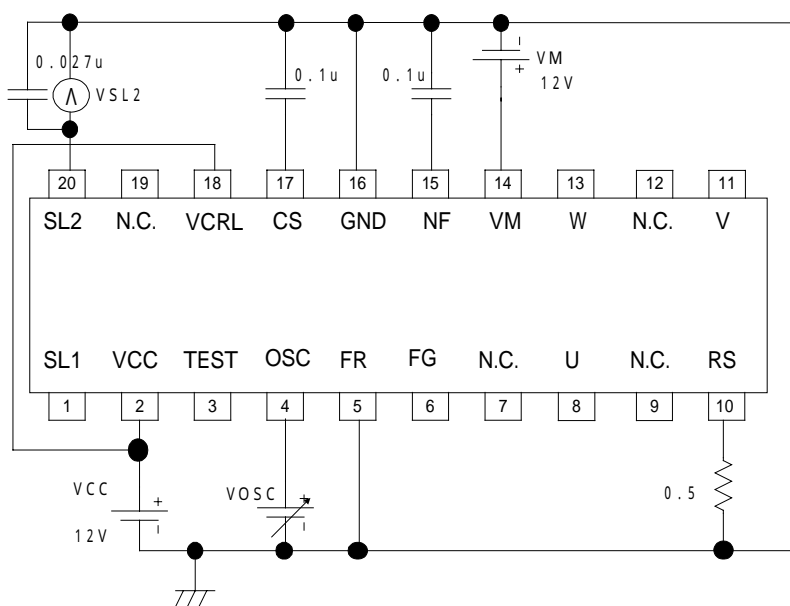 0.027u
VSL2
0.1u
0.1u
VM
12V
20 19 18 17 16 15 14 13 12 11
SL2 N.C. VCRL CS GND NF VM W N.C. V
SL1 VCC TEST OSC FR FG N.C. U N.C. RS
1 2 3 4 5 6 7 8 9 10
VCC
12V
VOSC
0.5